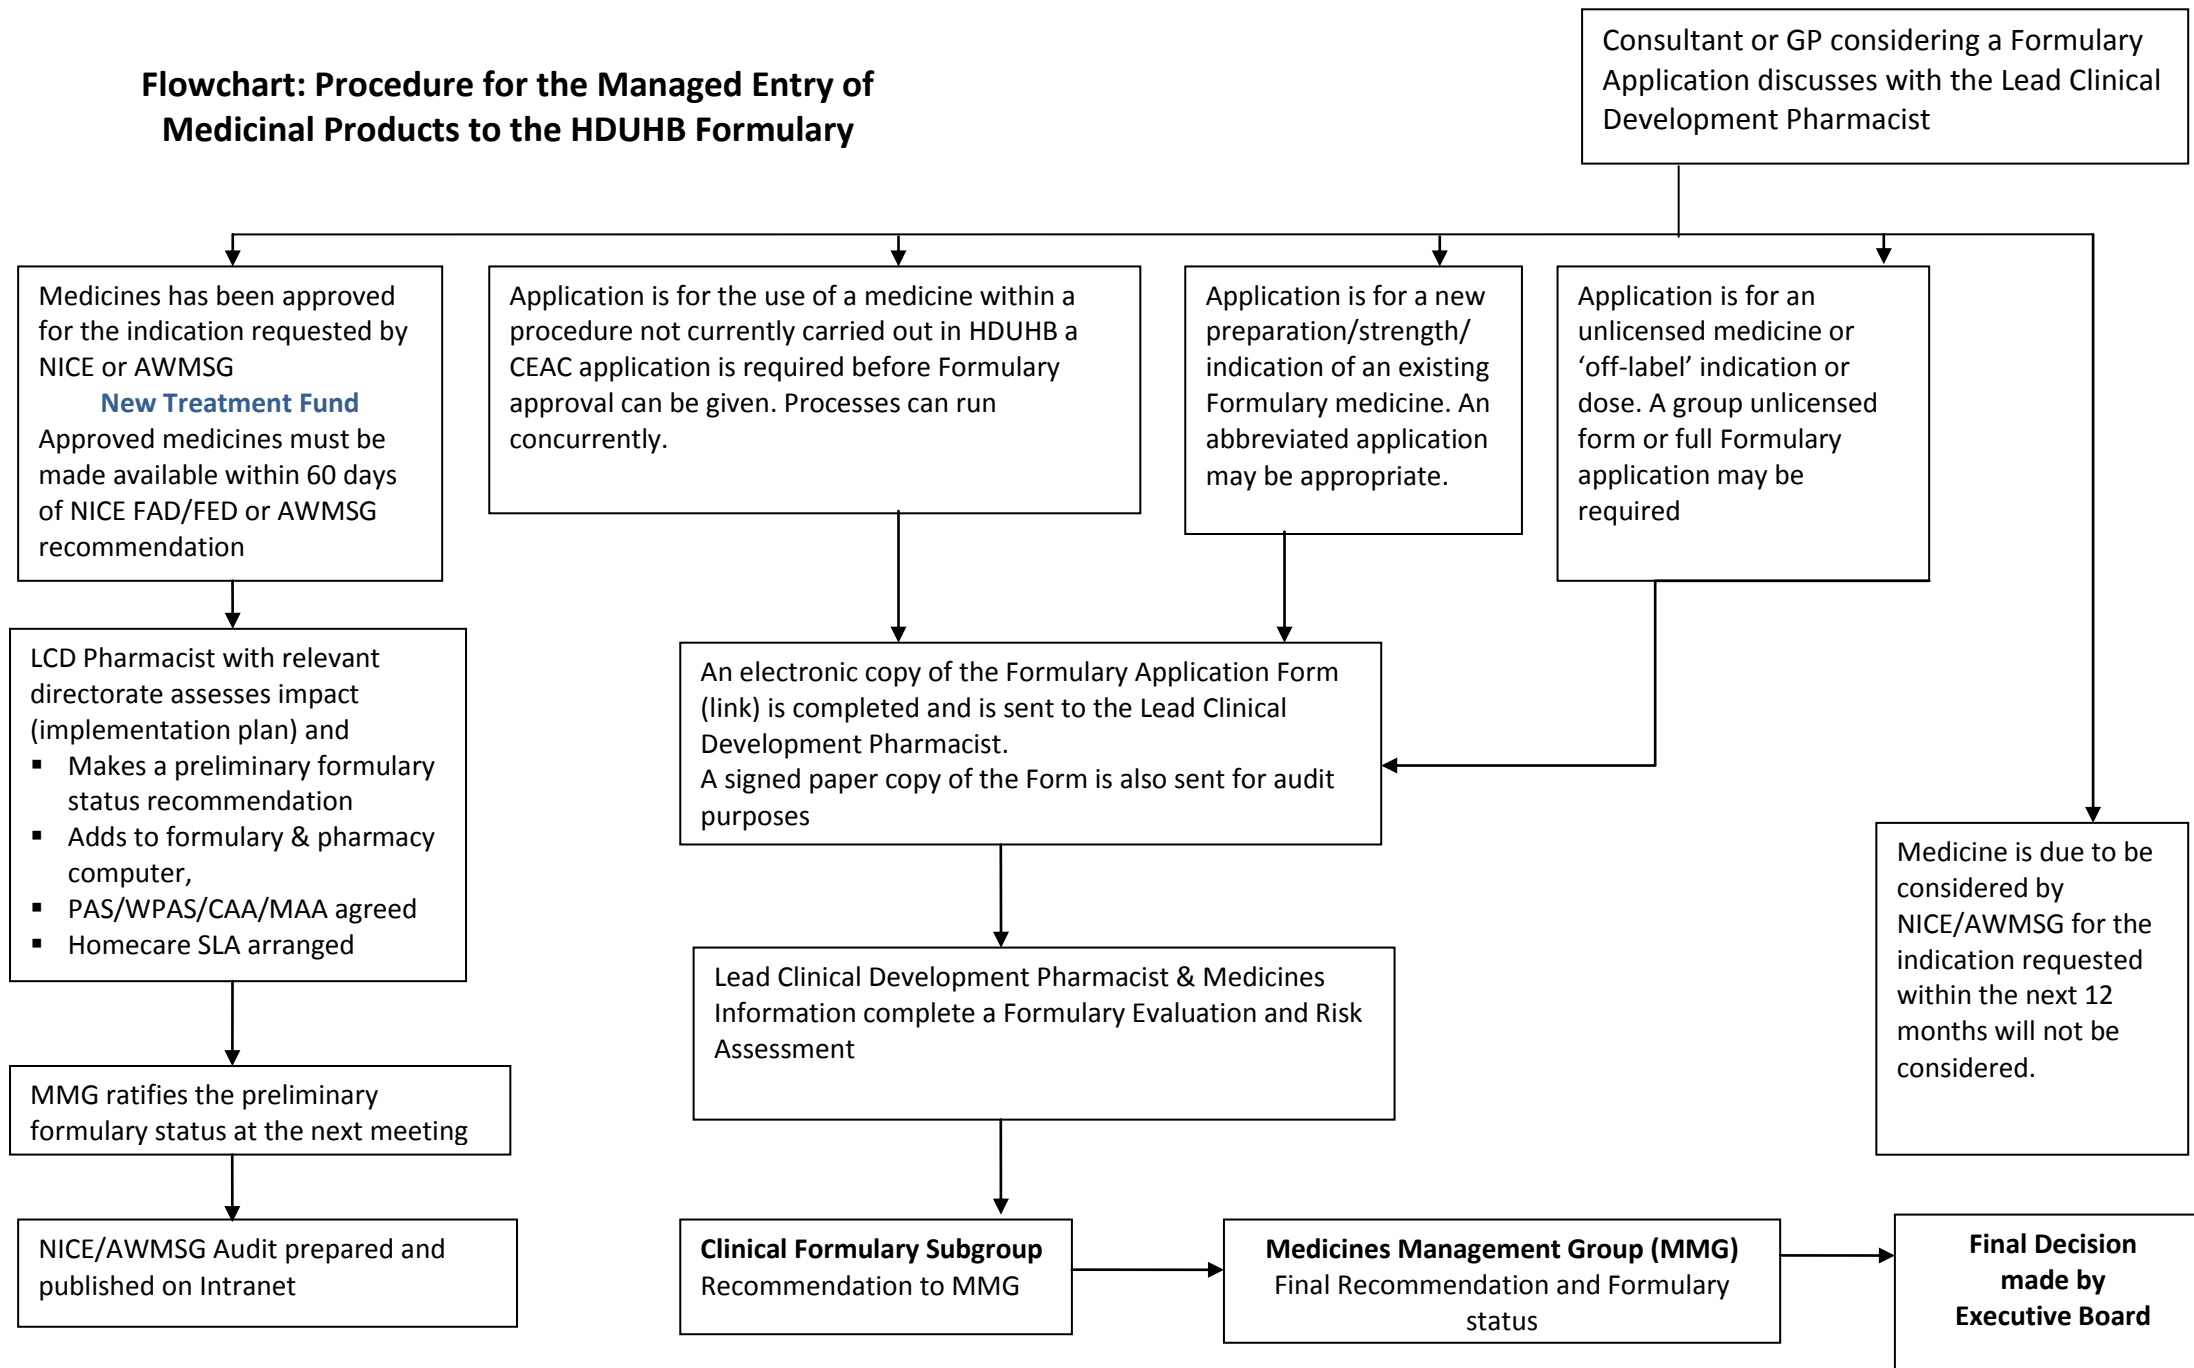 Flowchart: Procedure for the Managed Entry of
Medicinal Products to the HDUHB Formulary
Consultant or GP considering a Formulary
Application discusses with the Lead Clinical
Development Pharmacist
Medicines has been approved
for the indication requested by
NICE or AWMSG
New Treatment Fund
Approved medicines must be
made available within 60 days
of NICE FAD/FED or AWMSG
recommendation
Application is for the use of a medicine within a
procedure not currently carried out in HDUHB a
CEAC application is required before Formulary
approval can be given. Processes can run
concurrently.
Application is for a new
preparation/strength/
indication of an existing
Formulary medicine. An
abbreviated application
may be appropriate.
Application is for an
unlicensed medicine or
‘off-label’ indication or
dose. A group unlicensed
form or full Formulary
application may be
required
LCD Pharmacist with relevant
directorate assesses impact
(implementation plan) and
▪ Makes a preliminary formulary
status recommendation
▪ Adds to formulary & pharmacy
computer,
▪ PAS/WPAS/CAA/MAA agreed
▪ Homecare SLA arranged
An electronic copy of the Formulary Application Form
(link) is completed and is sent to the Lead Clinical
Development Pharmacist.
A signed paper copy of the Form is also sent for audit
purposes
Medicine is due to be
considered by
NICE/AWMSG for the
indication requested
within the next 12
months will not be
considered.
Lead Clinical Development Pharmacist & Medicines
Information complete a Formulary Evaluation and Risk
Assessment
MMG ratifies the preliminary
formulary status at the next meeting
NICE/AWMSG Audit prepared and
published on Intranet
Clinical Formulary Subgroup
Recommendation to MMG
Medicines Management Group (MMG)
Final Recommendation and Formulary
status
Final Decision
made by
Executive Board